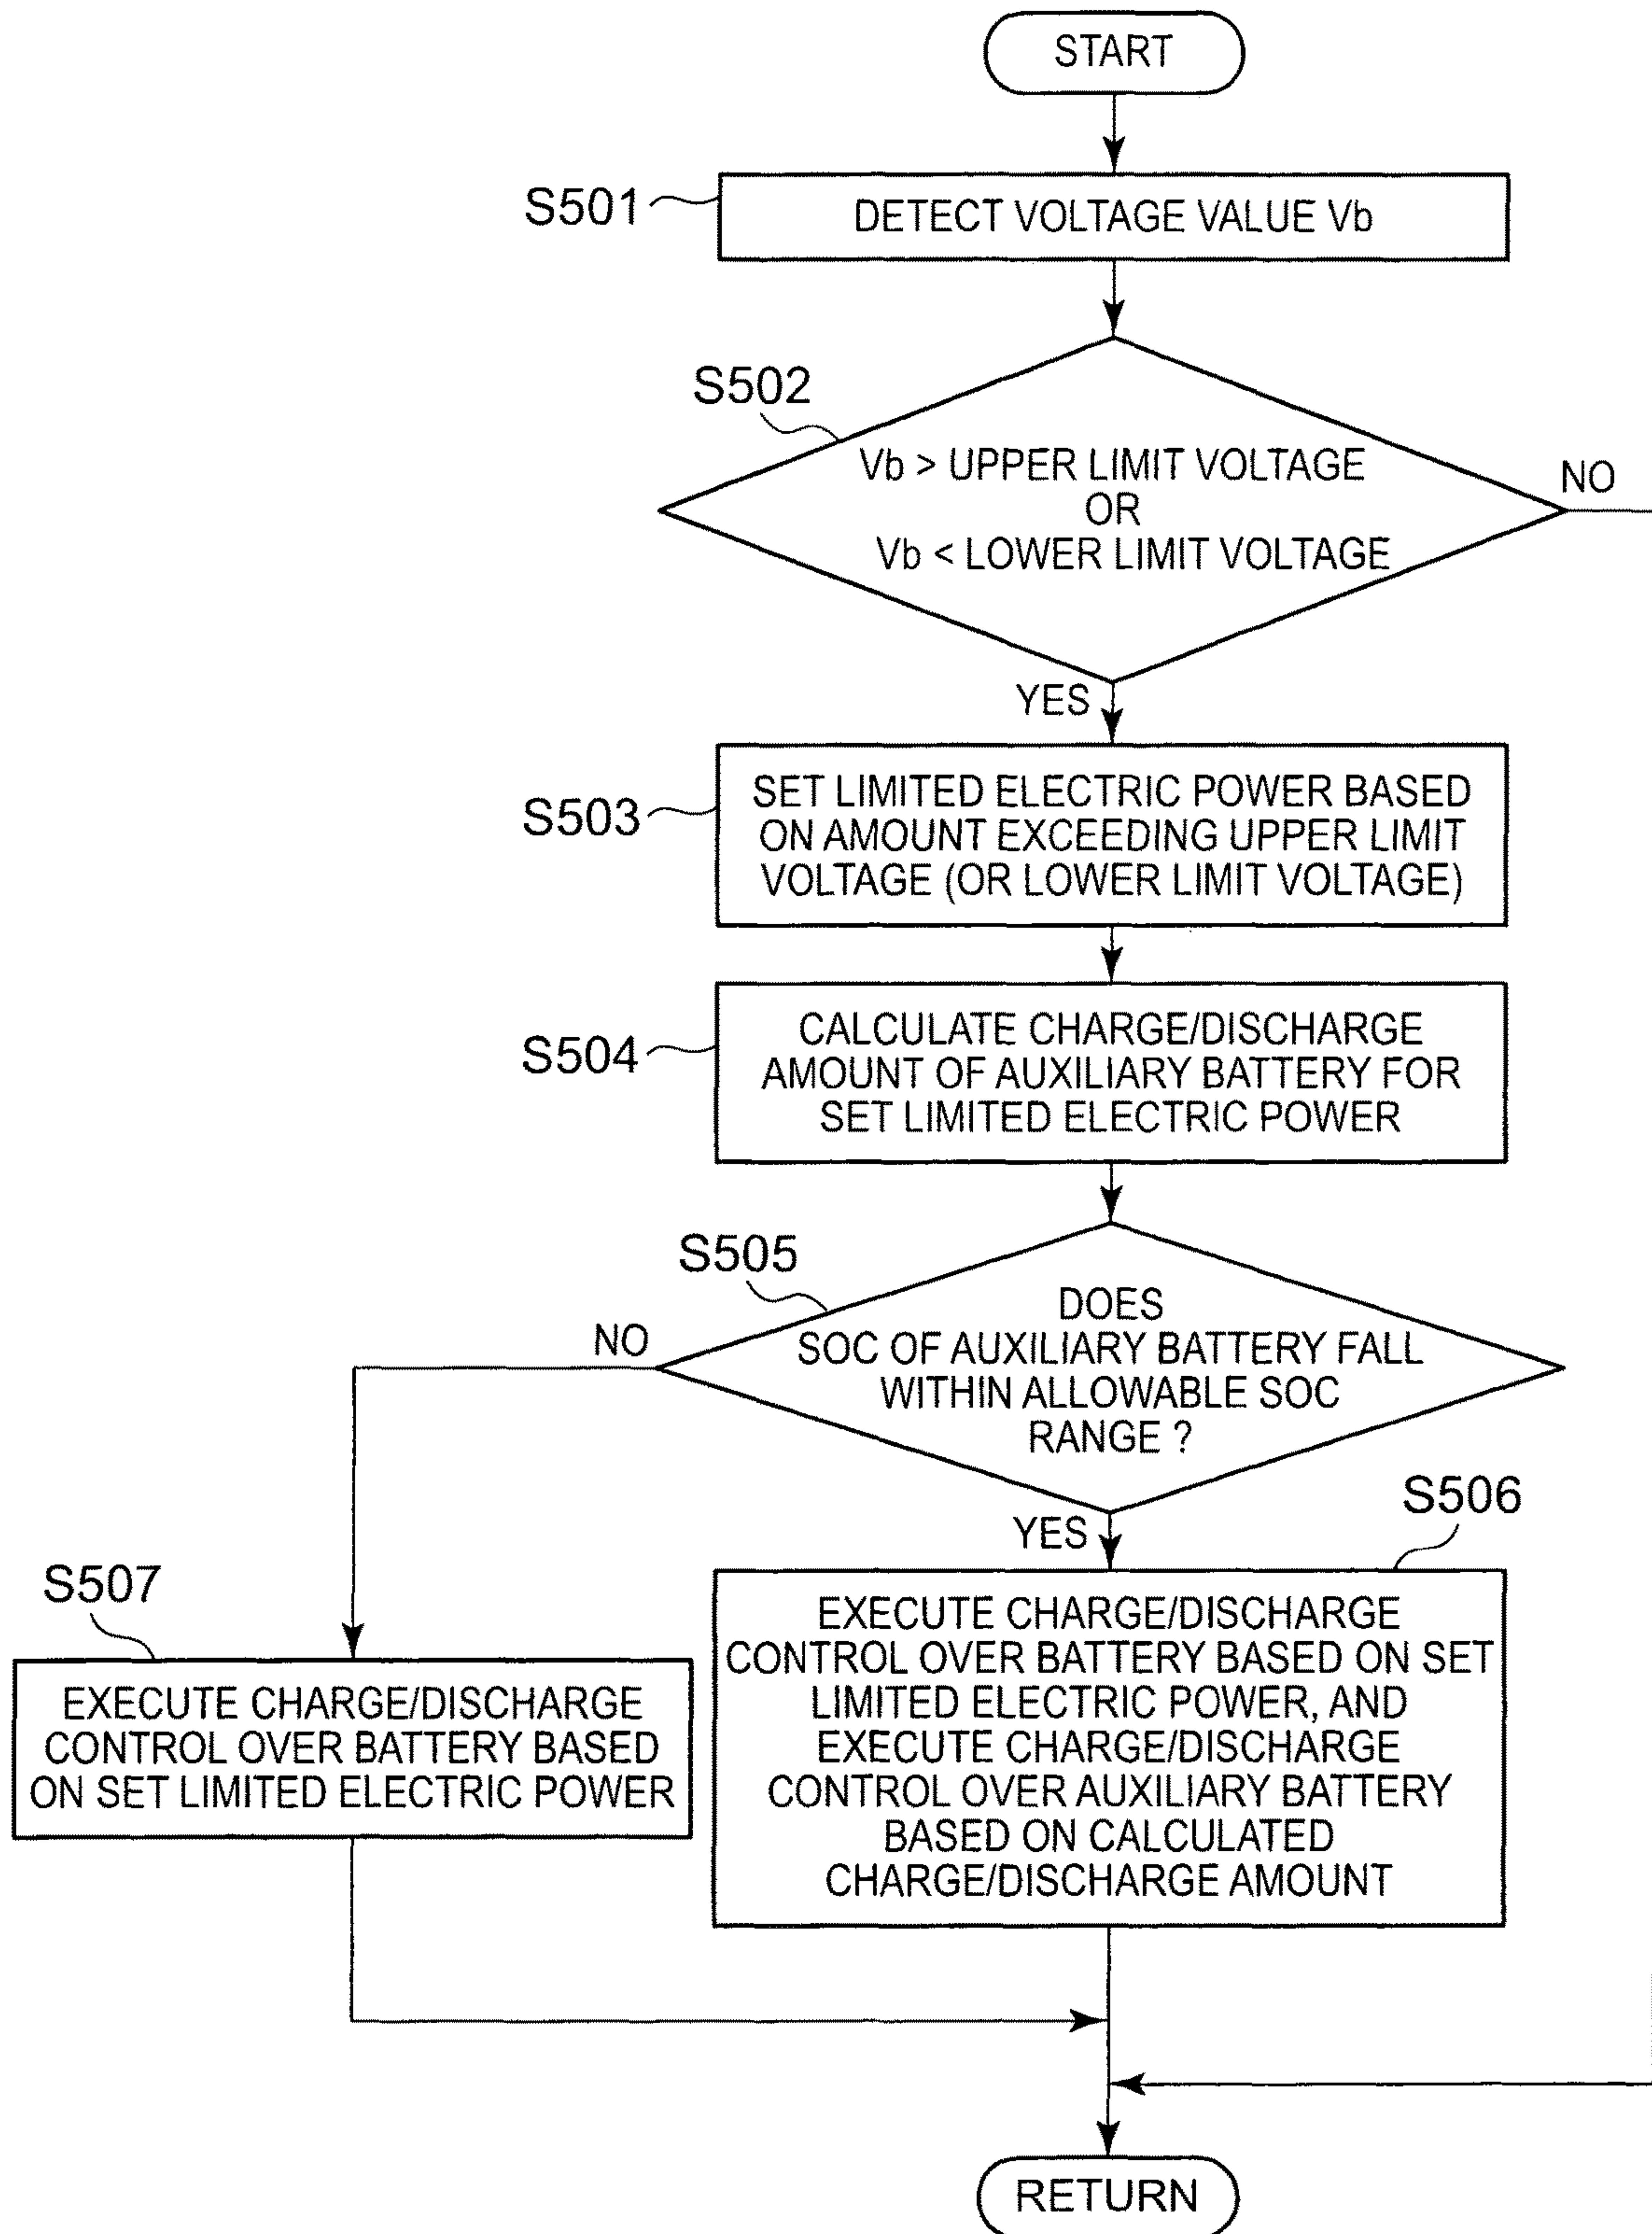 START
S501
DETECT VOLTAGE VALUE Vb
S502
Vb > UPPER LIMIT VOLTAGE
OR
Vb < LOWER LIMIT VOLTAGE
NO
YES
S503
SET LIMITED ELECTRIC POWER BASED
ON AMOUNT EXCEEDING UPPER LIMIT
VOLTAGE (OR LOWER LIMIT VOLTAGE)
S504
CALCULATE CHARGE/DISCHARGE
AMOUNT OF AUXILIARY BATTERY FOR
SET LIMITED ELECTRIC POWER
S505
DOES
SOC OF AUXILIARY BATTERY FALL
WITHIN ALLOWABLE SOC
RANGE ?
NO
YES
S506
EXECUTE CHARGE/DISCHARGE
CONTROL OVER BATTERY BASED ON SET
LIMITED ELECTRIC POWER, AND
EXECUTE CHARGE/DISCHARGE
CONTROL OVER AUXILIARY BATTERY
BASED ON CALCULATED
CHARGE/DISCHARGE AMOUNT
S507
EXECUTE CHARGE/DISCHARGE
CONTROL OVER BATTERY BASED
ON SET LIMITED ELECTRIC POWER
RETURN